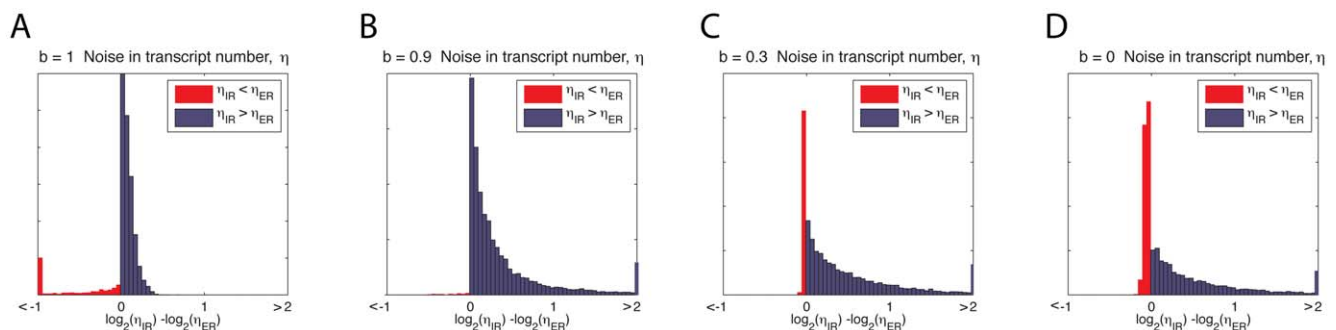 A
b = 1 Noise in transcript number, η
η_IR < η_ER
η_IR > η_ER
<-1 0 1 >2
log₂(η_IR) -log₂(η_ER)
B
b = 0.9 Noise in transcript number, η
η_IR < η_ER
η_IR > η_ER
<-1 0 1 >2
log₂(η_IR) -log₂(η_ER)
C
b = 0.3 Noise in transcript number, η
η_IR < η_ER
η_IR > η_ER
<-1 0 1 >2
log₂(η_IR) -log₂(η_ER)
D
b = 0 Noise in transcript number, η
η_IR < η_ER
η_IR > η_ER
<-1 0 1 >2
log₂(η_IR) -log₂(η_ER)